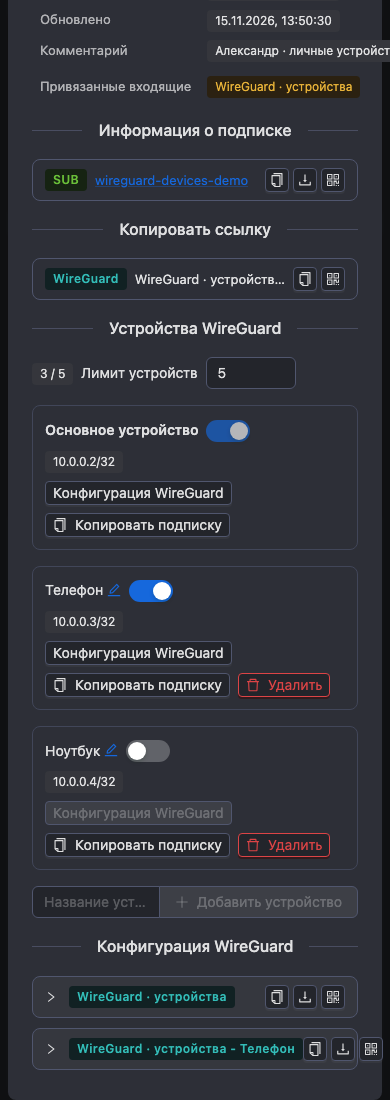 Обновлено
15.11.2026, 13:50:30
Комментарий
Александр · личные устройст
Привязанные входящие
WireGuard · устройства
Информация о подписке
SUB
wireguard-devices-demo
Копировать ссылку
WireGuard
WireGuard · устройств...
Устройства WireGuard
3 / 5
Лимит устройств
5
Основное устройство
10.0.0.2/32
Конфигурация WireGuard
Копировать подписку
Телефон
10.0.0.3/32
Конфигурация WireGuard
Копировать подписку
Удалить
Ноутбук
10.0.0.4/32
Конфигурация WireGuard
Копировать подписку
Удалить
Название уст...
Добавить устройство
Конфигурация WireGuard
WireGuard · устройства
WireGuard · устройства - Телефон